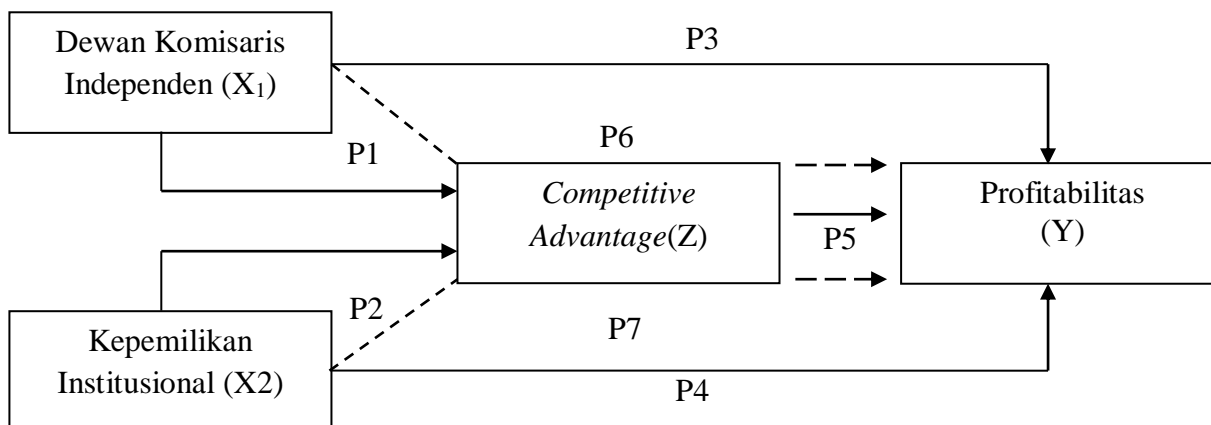 Dewan Komisaris
Independen (X₁)
P3
P1
P6
Competitive
Advantage(Z)
Profitabilitas
(Y)
P5
P2
P7
Kepemilikan
Institusional (X2)
P4